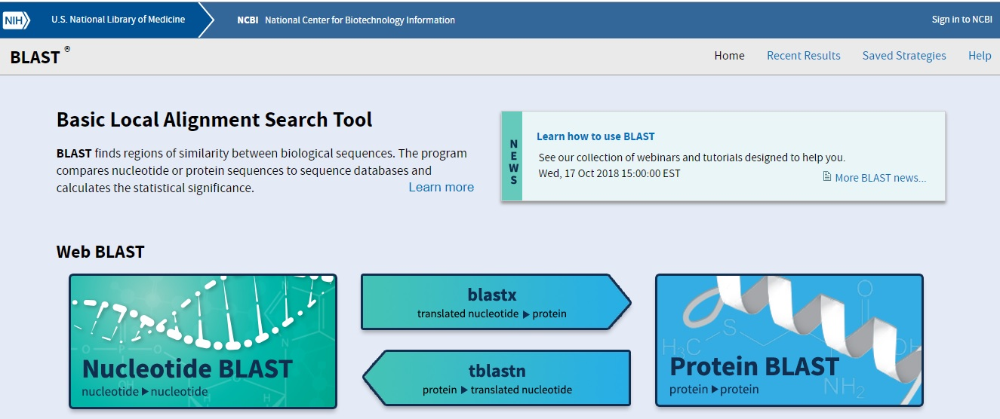 NIH U.S. National Library of Medicine NCBI National Center for Biotechnology Information Sign in to NCBI
BLAST ® Home Recent Results Saved Strategies Help
Basic Local Alignment Search Tool
BLAST finds regions of similarity between biological sequences. The program
compares nucleotide or protein sequences to sequence databases and
calculates the statistical significance. Learn more
NEWS
Learn how to use BLAST
See our collection of webinars and tutorials designed to help you.
Wed, 17 Oct 2018 15:00:00 EST
More BLAST news...
Web BLAST
Nucleotide BLAST
nucleotide ▶ nucleotide
blastx
translated nucleotide ▶ protein
tblastn
protein ▶ translated nucleotide
O
S
H₃C
OH
NH₂
Protein BLAST
protein ▶ protein